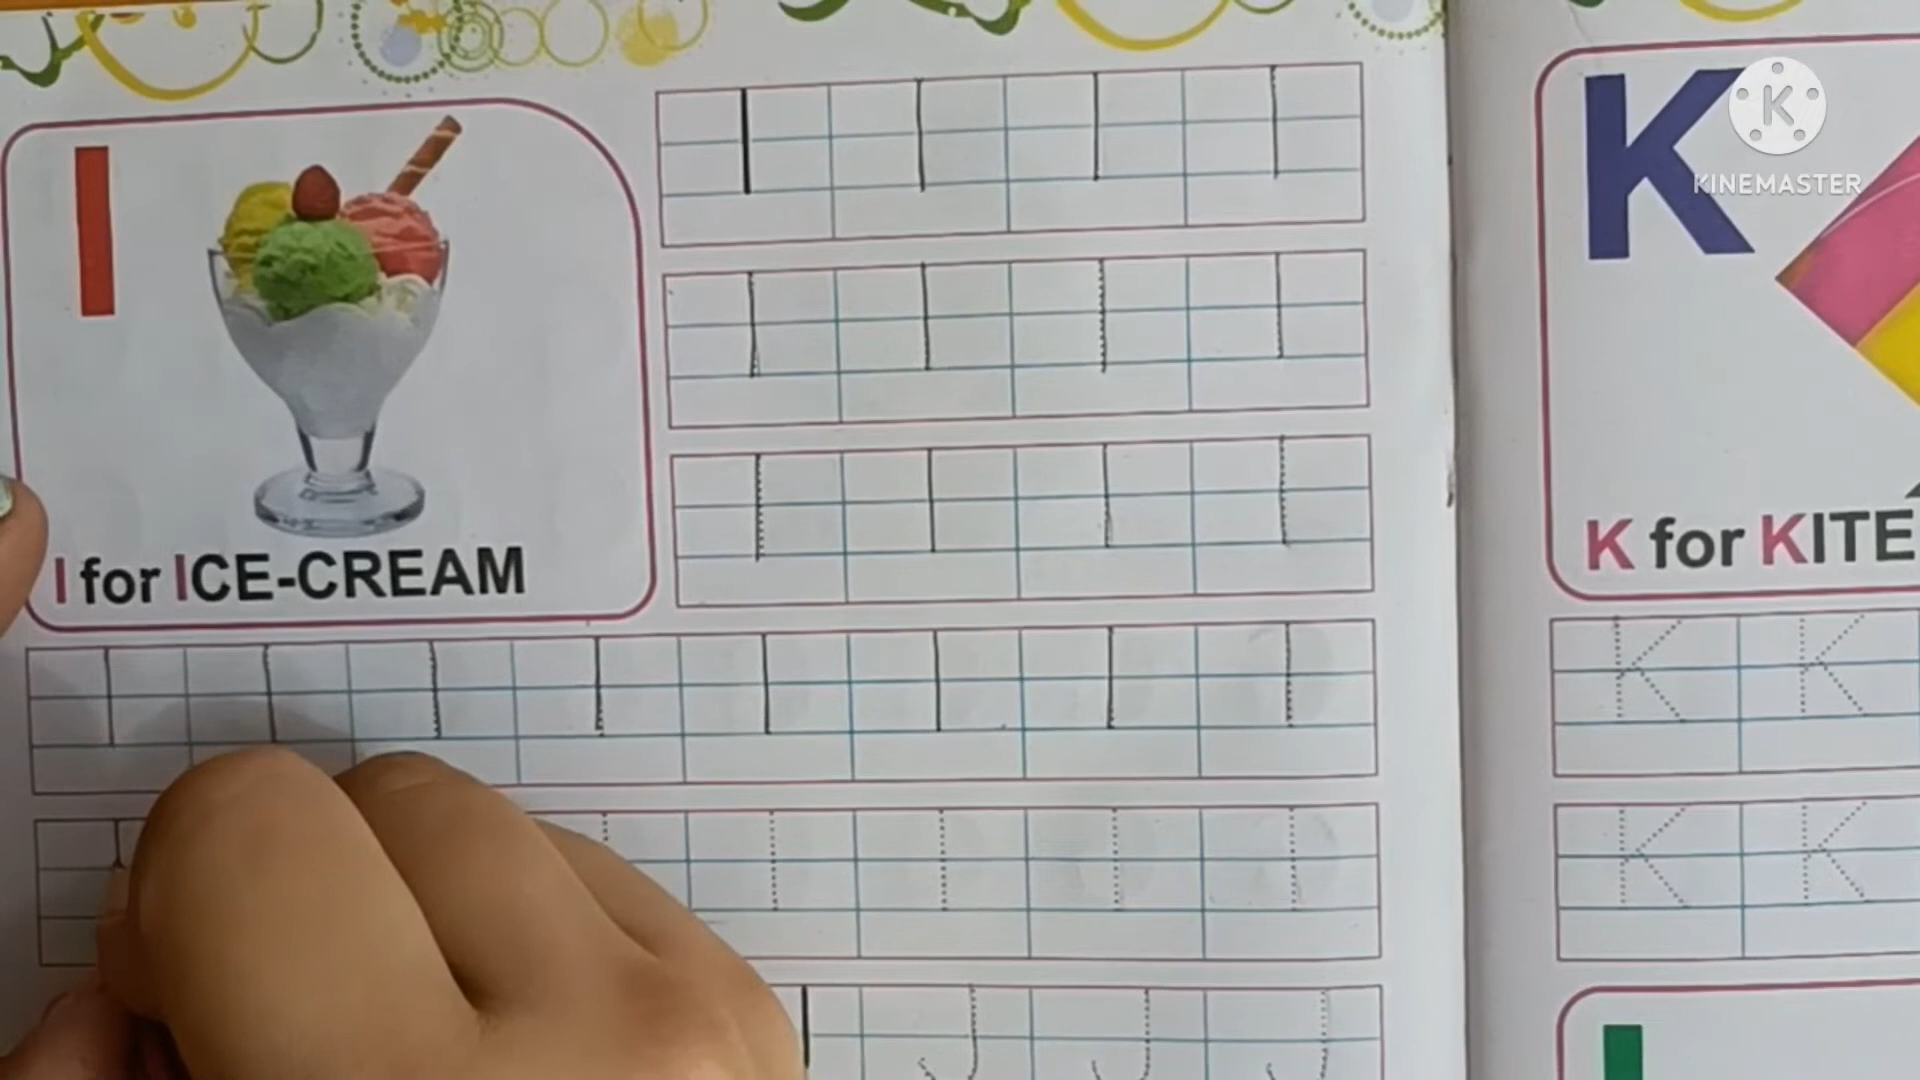 I
I for ICE-CREAM
I I I I
I I I I
I I I I
I I I I I I I I
I I I I I
J J J J
K
K for KITE
K K
K K
K
KINEMASTER